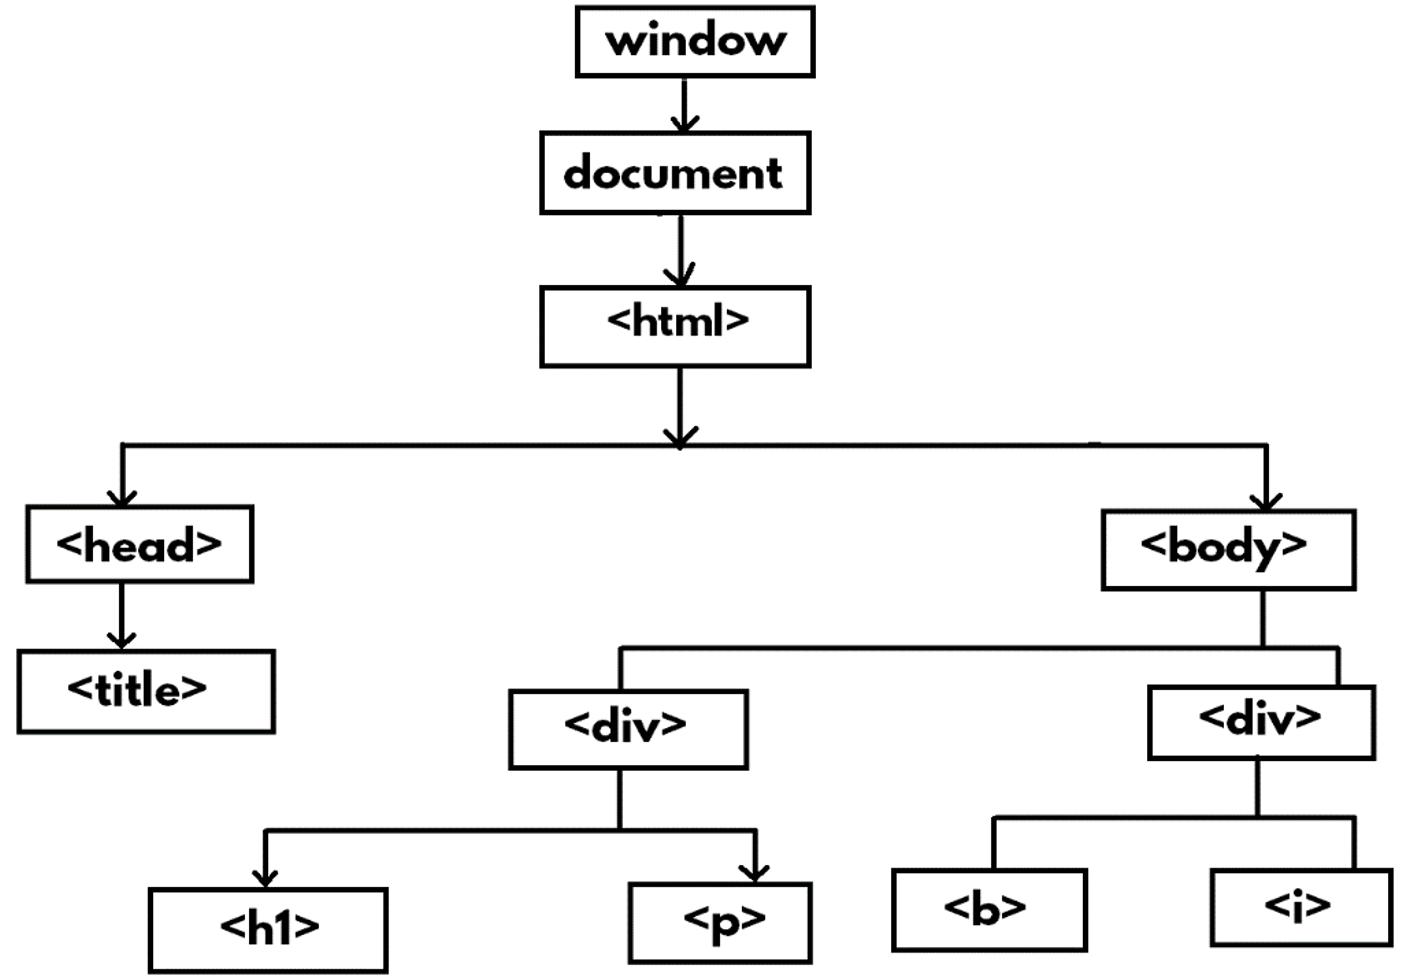 window
document
<html>
<head>
<body>
<title>
<div>
<div>
<h1>
<p>
<b>
<i>